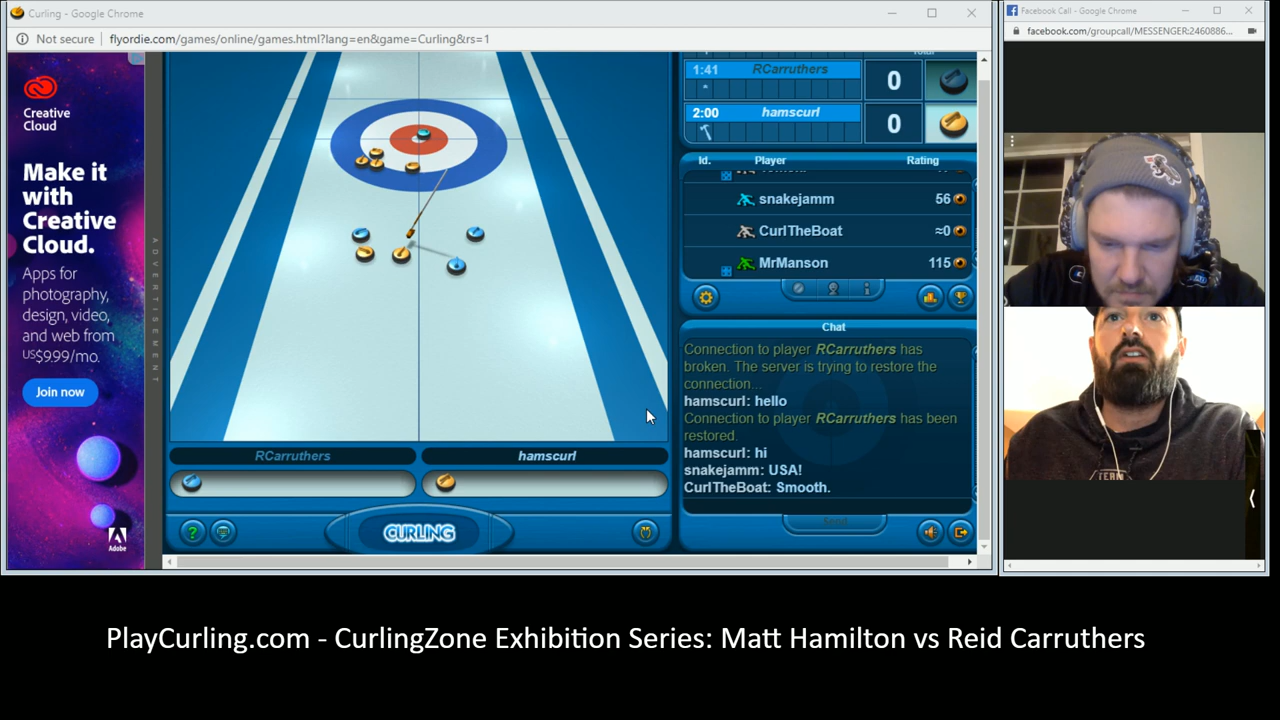 Curling - Google Chrome
Not secure | flyordie.com/games/online/games.html?lang=en&game=Curling&rs=1
Creative
Cloud
Make it
with
Creative
Cloud.
Apps for
photography,
design, video,
and web from
US$9.99/mo.
Join now
Adobe
ADVERTISEMENT
Total
1:41 RCarruthers 0
2:00 hamscurl 0
Id. Player Rating
snakejamm 56
CurlTheBoat ≈0
MrManson 115
Chat
Connection to player RCarruthers has
broken. The server is trying to restore the
connection...
hamscurl: hello
Connection to player RCarruthers has been
restored.
hamscurl: hi
snakejamm: USA!
CurlTheBoat: Smooth.
Send
RCarruthers hamscurl
? CURLING
Facebook Call - Google Chrome
facebook.com/groupcall/MESSENGER:2460886...
PlayCurling.com - CurlingZone Exhibition Series: Matt Hamilton vs Reid Carruthers